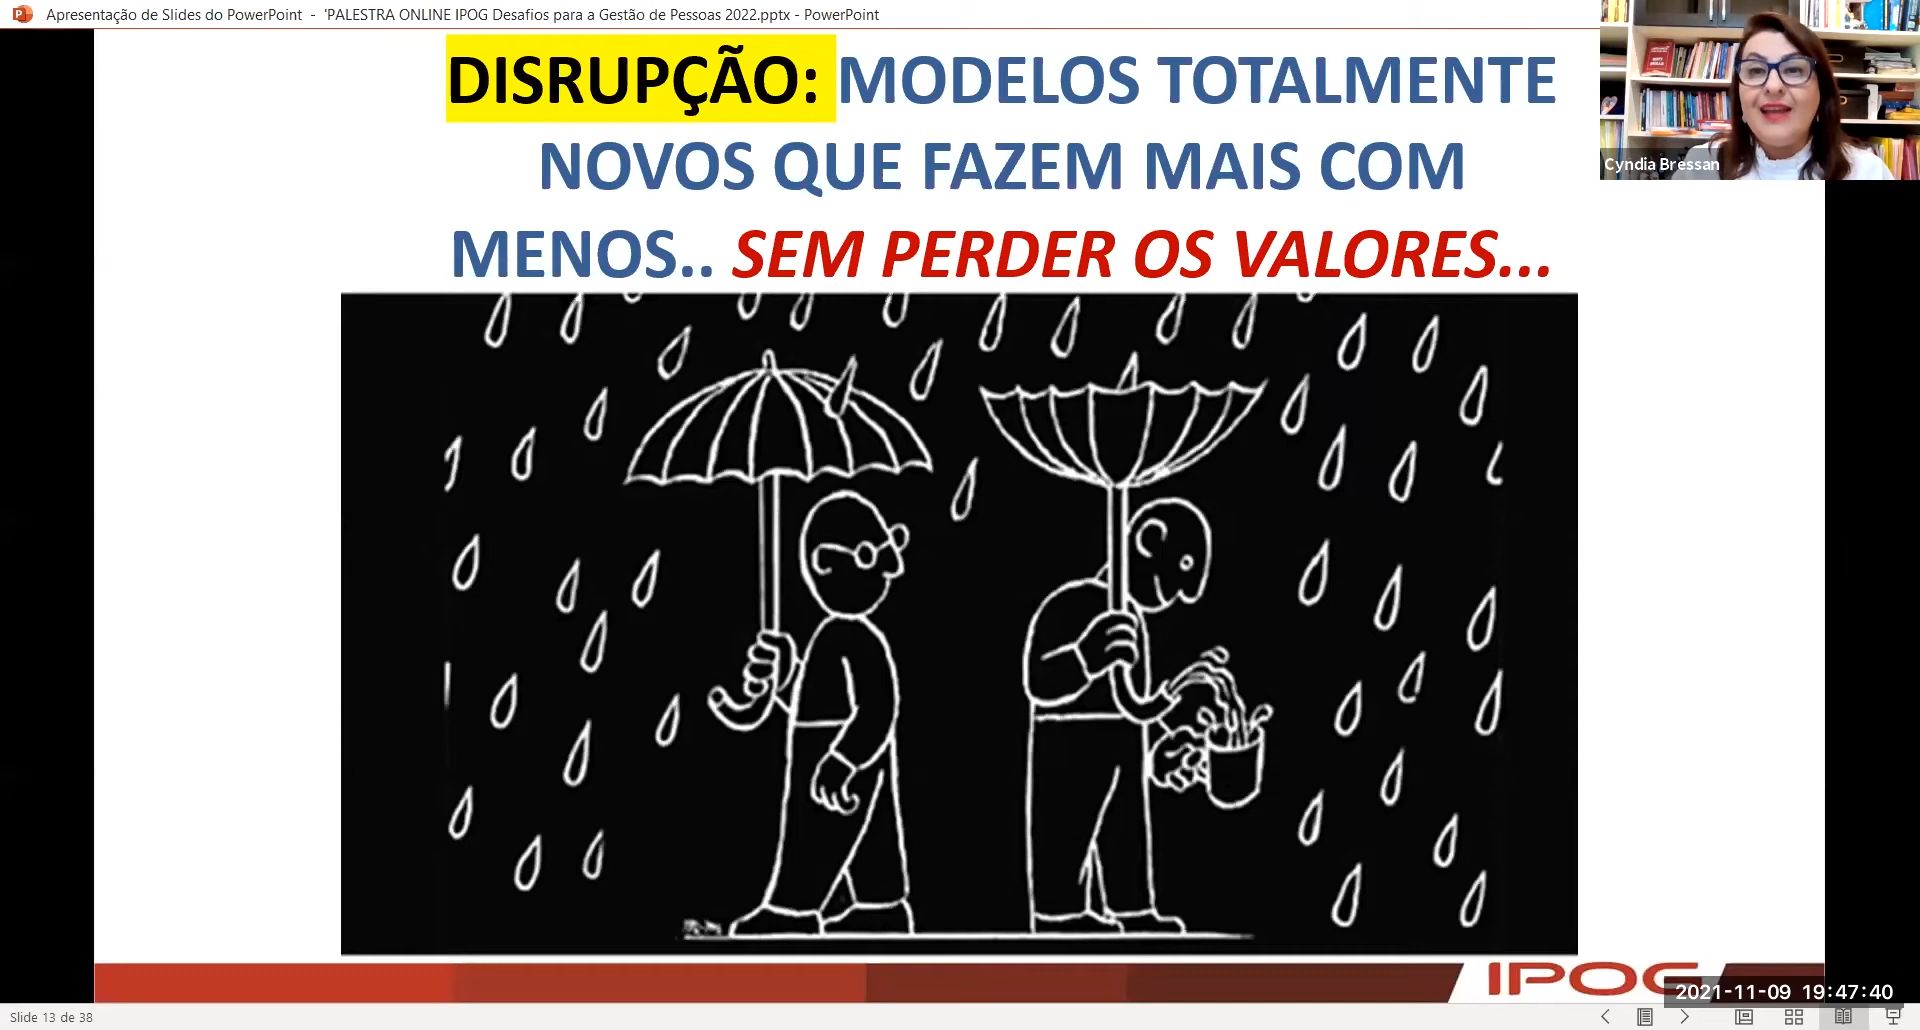 Apresentação de Slides do PowerPoint - 'PALESTRA ONLINE IPOG Desafios para a Gestão de Pessoas 2022.pptx - PowerPoint
DISRUPÇÃO: MODELOS TOTALMENTE
NOVOS QUE FAZEM MAIS COM
MENOS.. SEM PERDER OS VALORES...
Cyndia Bressan
IPOG
2021-11-09 19:47:40
Slide 13 de 38